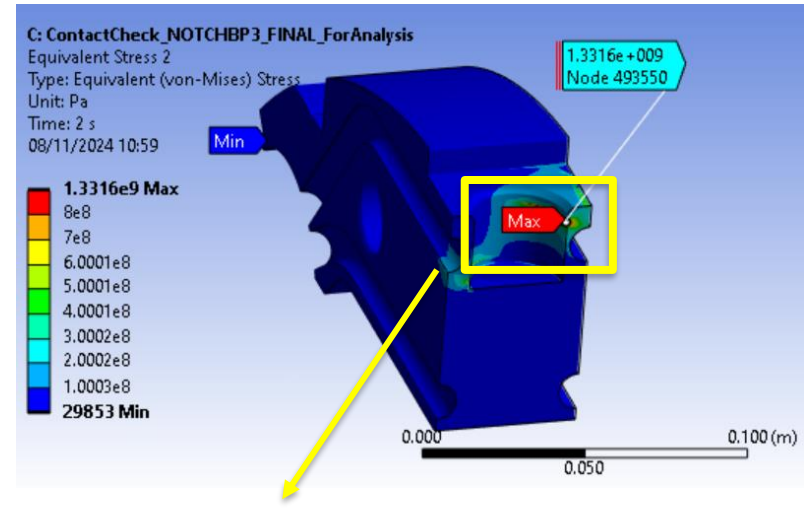 C: ContactCheck_NOTCHBP3_FINAL_ForAnalysis
Equivalent Stress 2
Type: Equivalent (von-Mises) Stress
Unit: Pa
Time: 2 s
08/11/2024 10:59
Min
1.3316e+009
Node 493550
Max
1.3316e9 Max
8e8
7e8
6.0001e8
5.0001e8
4.0001e8
3.0002e8
2.0002e8
1.0003e8
29853 Min
0.000
0.100 (m)
0.050